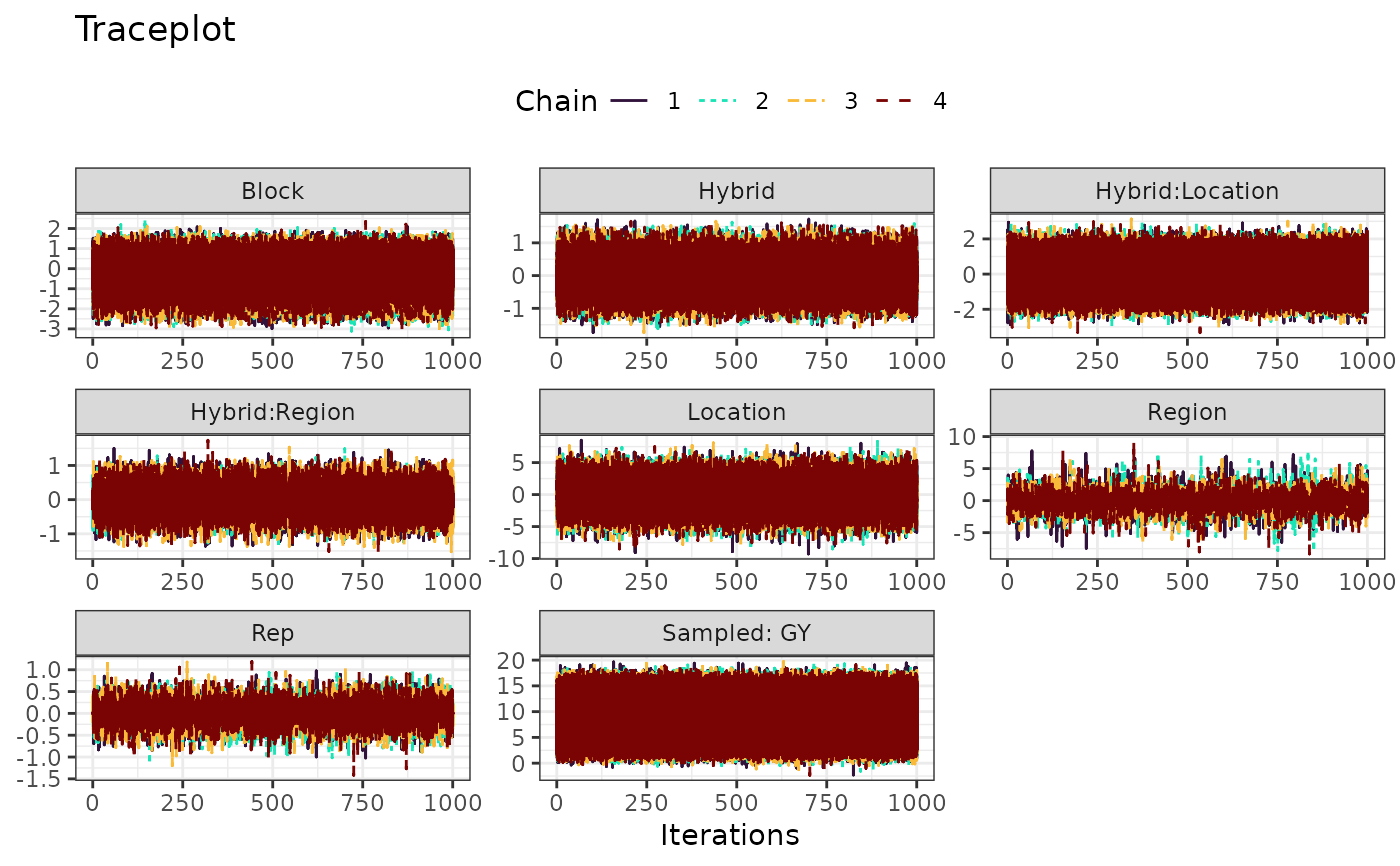 Traceplot
Chain 1 2 3 4
Block Hybrid Hybrid:Location
2 1 0 -1 -2 -3
1 0 -1
2 0 -2
0 250 500 750 1000 0 250 500 750 1000 0 250 500 750 1000
Hybrid:Region Location Region
1 0 -1
5 0 -5 -10
10 5 0 -5
0 250 500 750 1000 0 250 500 750 1000 0 250 500 750 1000
Rep Sampled: GY
1.0 0.5 0.0 -0.5 -1.0 -1.5
20 15 10 5 0
0 250 500 750 1000 0 250 500 750 1000
Iterations